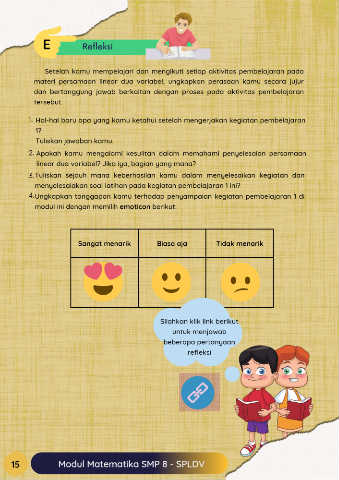 E
Refleksi
Setelah kamu mempelajari dan mengikuti setiap aktivitas pembelajaran pada
materi persamaan linear dua variabel, ungkapkan perasaan kamu secara jujur
dan bertanggung jawab berkaitan dengan proses pada aktivitas pembelajaran
tersebut.
1. Hal-hal baru apa yang kamu ketahui setelah mengerjakan kegiatan pembelajaran
1?
Tuliskan jawaban kamu.
2. Apakah kamu mengalami kesulitan dalam memahami penyelesaian persamaan
linear dua variabel? Jika iya, bagian yang mana?
3. Tuliskan sejauh mana keberhasilan kamu dalam menyelesaikan kegiatan dan
menyelesaiakan soal latihan pada kegiatan pembelajaran 1 ini?
4. Ungkapkan tanggapan kamu terhadap penyampaian kegiatan pembelajaran 1 di
modul ini dengan memilih emoticon berikut.
Sangat menarik Biasa aja Tidak menarik
Silahkan klik link berikut
untuk menjawab
beberapa pertanyaan
refleksi
15
Modul Matematika SMP 8 - SPLDV